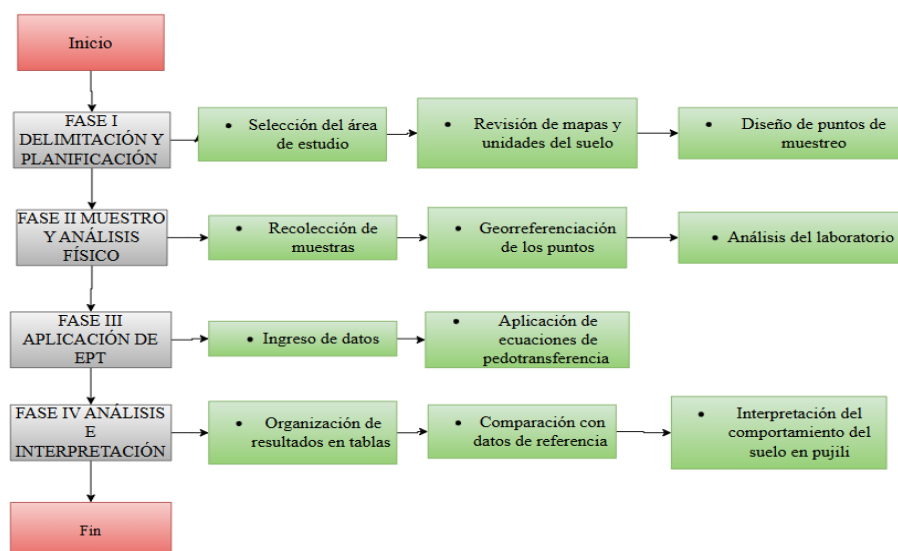 Inicio
FASE I
DELIMITACIÓN Y
PLANIFICACIÓN
• Selección del área
de estudio
• Revisión de mapas y
unidades del suelo
• Diseño de puntos de
muestreo
FASE II MUESTRO
Y ANÁLISIS
FÍSICO
• Recolección de
muestras
• Georreferenciación
de los puntos
• Análisis del laboratorio
FASE III
APLICACIÓN DE
EPT
• Ingreso de datos
• Aplicación de
ecuaciones de
pedotransferencia
FASE IV ANÁLISIS
E
INTERPRETACIÓN
• Organización de
resultados en tablas
• Comparación con
datos de referencia
• Interpretación del
comportamiento del
suelo en pujili
Fin